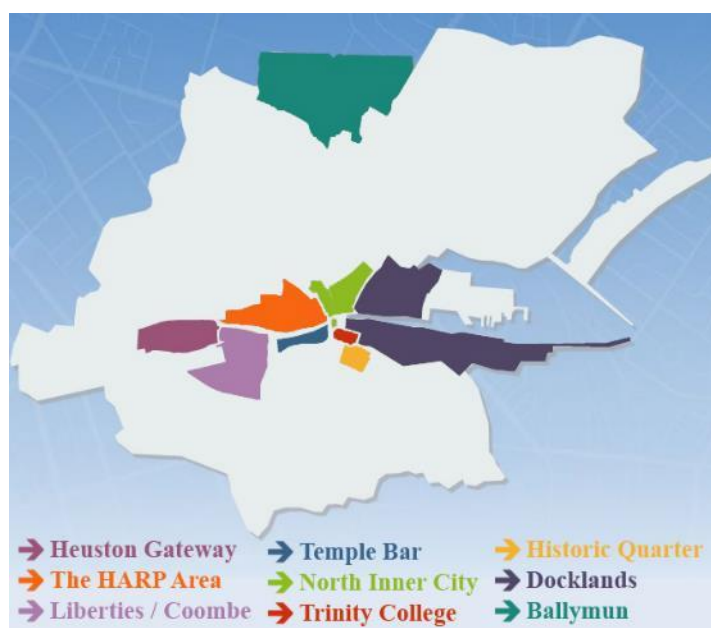 Heuston Gateway
The HARP Area
Liberties / Coombe
Temple Bar
North Inner City
Trinity College
Historic Quarter
Docklands
Ballymun